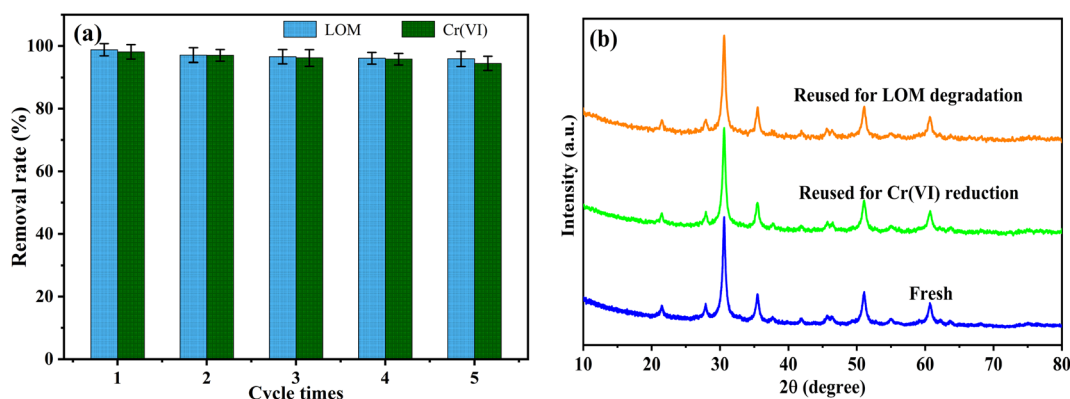 (a)
LOM
Cr(VI)
Removal rate (%)
100
80
60
40
20
0
1 2 3 4 5
Cycle times
(b)
Reused for LOM degradation
Reused for Cr(VI) reduction
Fresh
Intensity (a.u.)
10 20 30 40 50 60 70 80
2θ (degree)